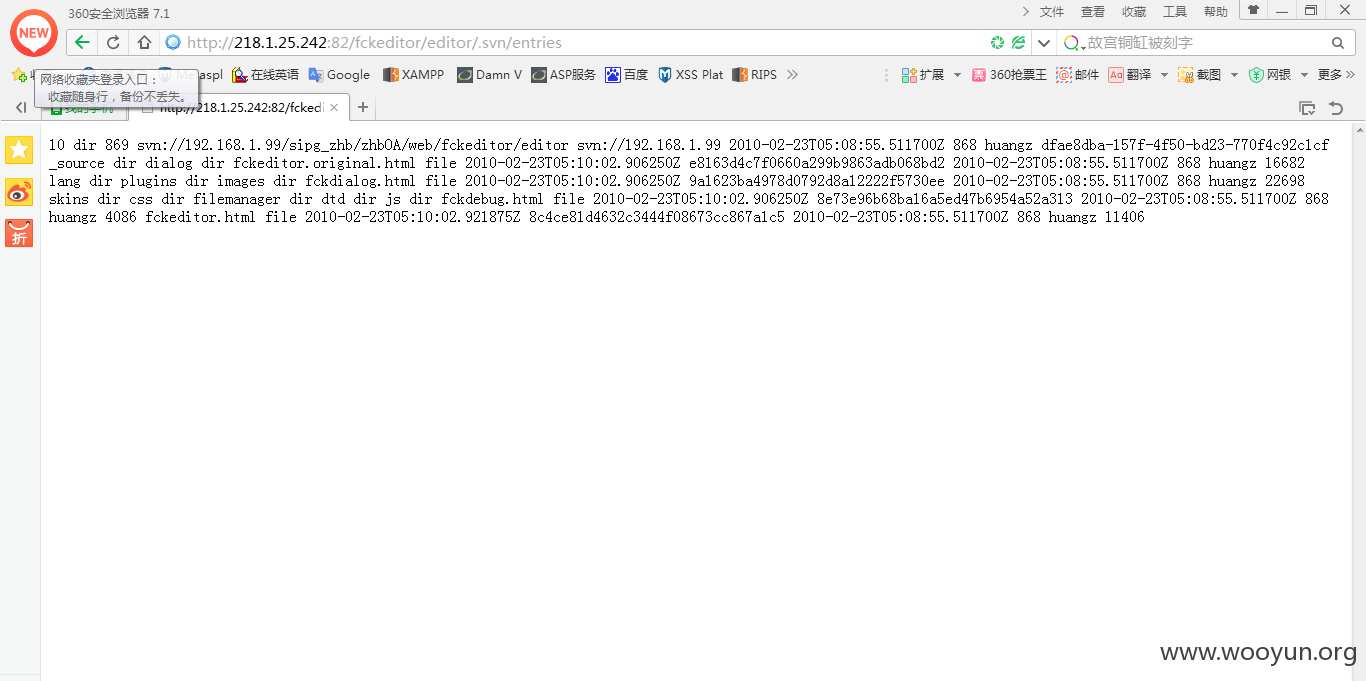 360安全浏览器 7.1
文件 查看 收藏 工具 帮助
NEW
http://218.1.25.242:82/fckeditor/editor/.svn/entries
故宫铜缸被刻字
taspl 在线英语 Google XAMPP Damn V ASP服务 百度 XSS Plat RIPS » 扩展 360抢票王 邮件 翻译 截图 网银 更多 »
网络收藏夹登录入口：
收藏随身行，备份不丢失。
我的手机 http://218.1.25.242:82/fckedi
10 dir 869 svn://192.168.1.99/sipg_zhb/zhbOA/web/fckeditor/editor svn://192.168.1.99 2010-02-23T05:08:55.511700Z 868 huangz dfae8dba-157f-4f50-bd23-770f4c92c1cf
_source dir dialog dir fckeditor.original.html file 2010-02-23T05:10:02.906250Z e8163d4c7f0660a299b9863adb068bd2 2010-02-23T05:08:55.511700Z 868 huangz 16682
lang dir plugins dir images dir fckdialog.html file 2010-02-23T05:10:02.906250Z 9a1623ba4978d0792d8a12222f5730ee 2010-02-23T05:08:55.511700Z 868 huangz 22698
skins dir css dir filemanager dir dtd dir js dir fckdebug.html file 2010-02-23T05:10:02.906250Z 8e73e96b68ba16a5ed47b6954a52a313 2010-02-23T05:08:55.511700Z 868
huangz 4086 fckeditor.html file 2010-02-23T05:10:02.921875Z 8c4ce81d4632c3444f08673cc867a1c5 2010-02-23T05:08:55.511700Z 868 huangz 11406
折
www.wooyun.org